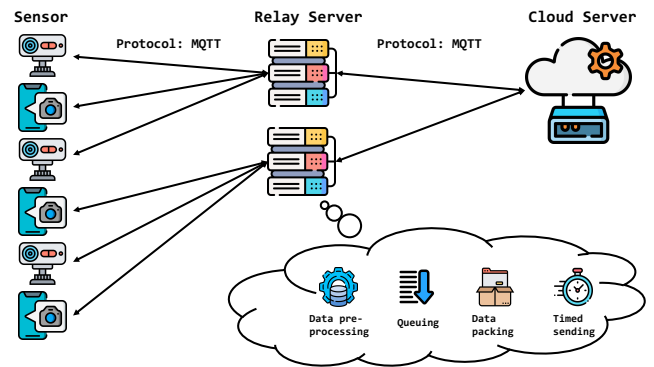 Sensor
Relay Server
Cloud Server
Protocol: MQTT
Protocol: MQTT
Data pre-
processing
Queuing
Data
packing
Timed
sending